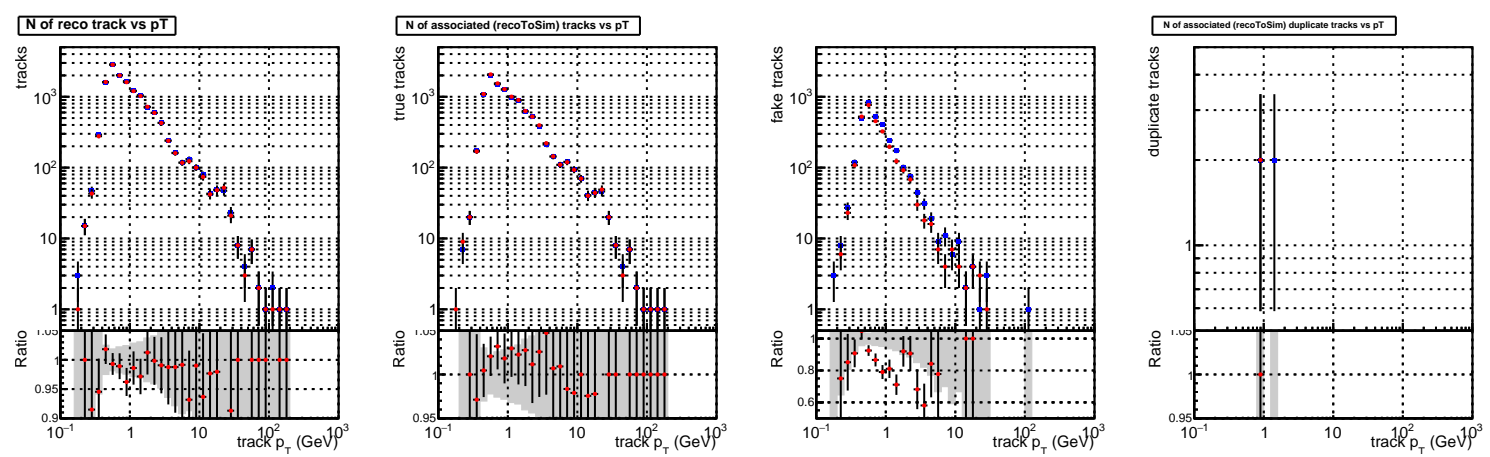 N of reco track vs pT
tracks
10³
10²
10
1
Ratio
1.05
1
0.95
0.9
10⁻¹ 1 10 10² 10³
track p_T (GeV)
N of associated (recoToSim) tracks vs pT
true tracks
10³
10²
10
1
Ratio
1.05
1
0.95
10⁻¹ 1 10 10² 10³
track p_T (GeV)
fake tracks
10³
10²
10
1
Ratio
1
0.8
0.6
10⁻¹ 1 10 10² 10³
track p_T (GeV)
N of associated (recoToSim) duplicate tracks vs pT
duplicate tracks
1
Ratio
1.05
1
0.95
10⁻¹ 1 10 10² 10³
track p_T (GeV)